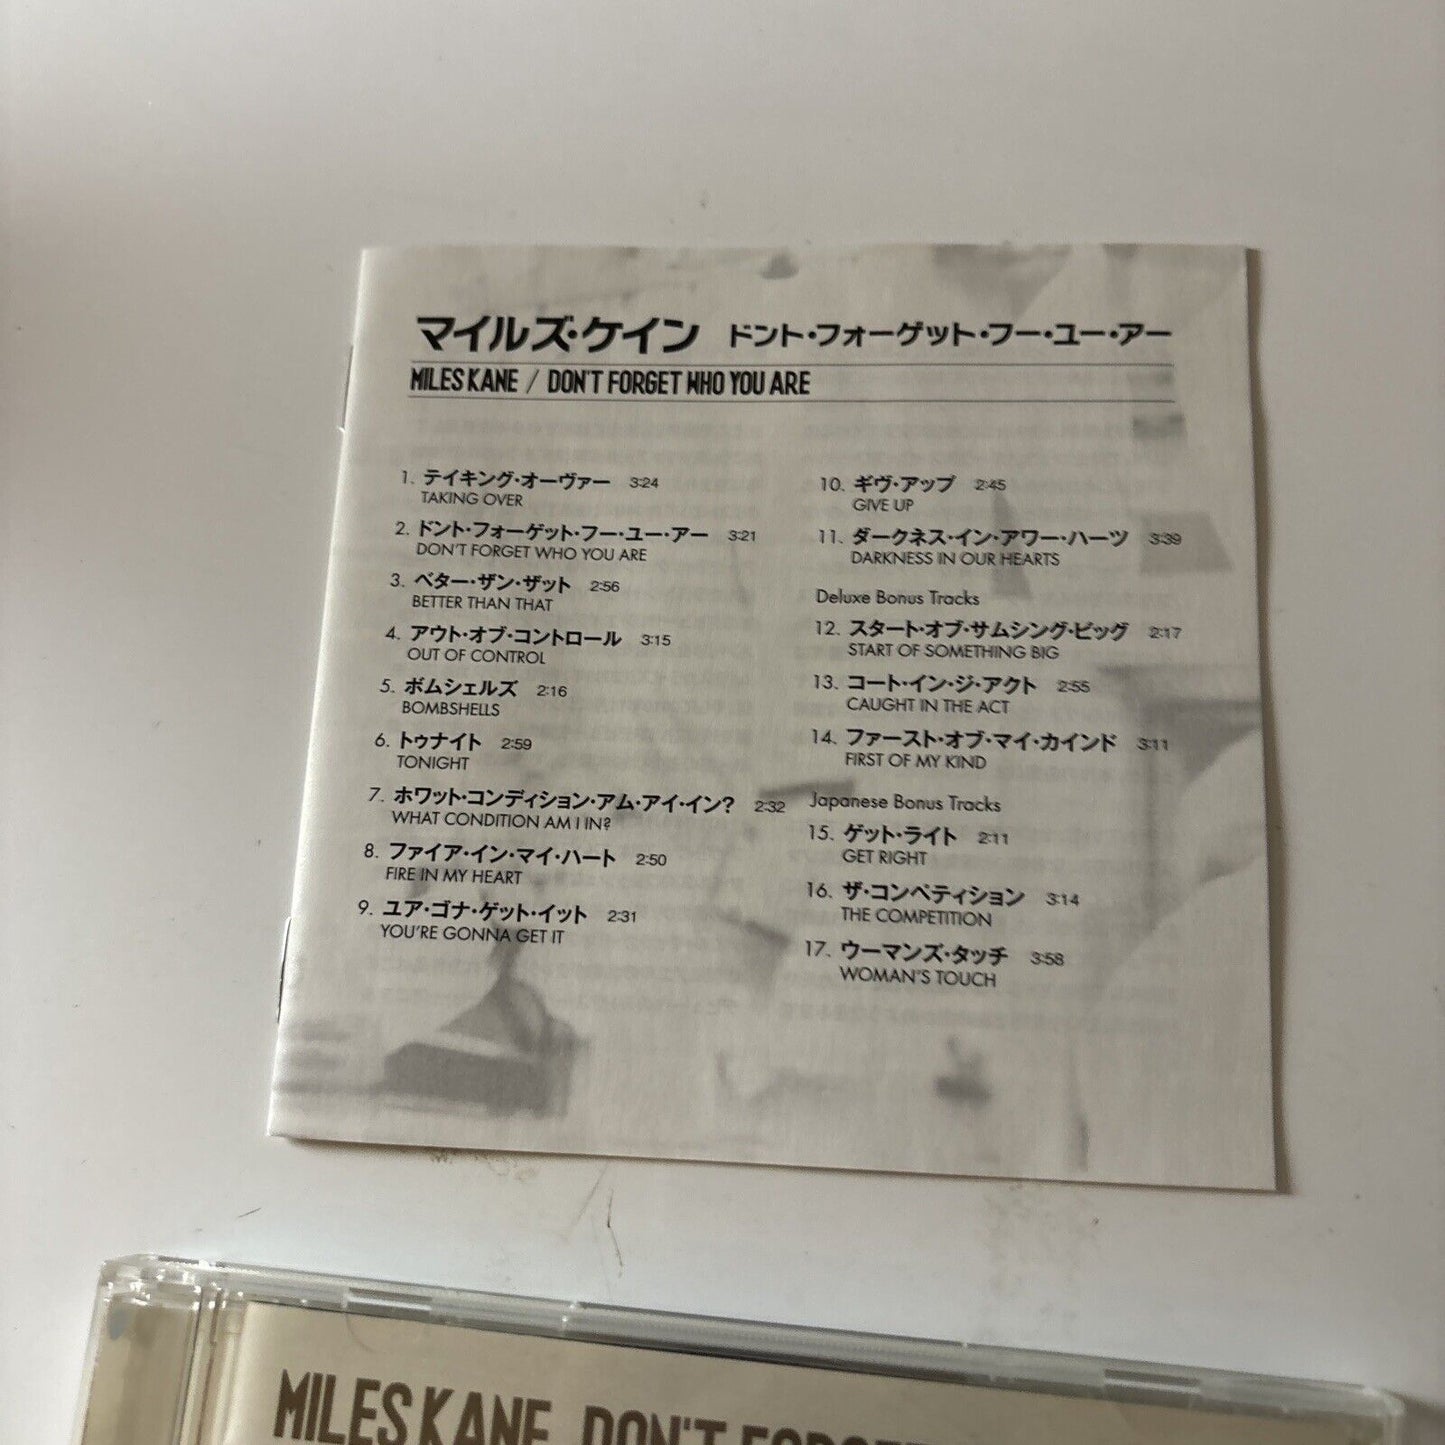 マイルズ・ケイン ドント・フォーゲット・フー・ユー・アー
MILES KANE / DON'T FORGET WHO YOU ARE
1. テイキング・オーヴァー 3:24
TAKING OVER
2. ドント・フォーゲット・フー・ユー・アー 3:21
DON'T FORGET WHO YOU ARE
3. ベター・ザン・ザット 2:56
BETTER THAN THAT
4. アウト・オブ・コントロール 3:15
OUT OF CONTROL
5. ボムシェルズ 2:16
BOMBSHELLS
6. トゥナイト 2:59
TONIGHT
7. ホワット・コンディション・アム・アイ・イン? 2:32
WHAT CONDITION AM I IN?
8. ファイア・イン・マイ・ハート 2:50
FIRE IN MY HEART
9. ユア・ゴナ・ゲット・イット 2:31
YOU'RE GONNA GET IT
10. ギヴ・アップ 2:45
GIVE UP
11. ダークネス・イン・アワー・ハーツ 3:39
DARKNESS IN OUR HEARTS
Deluxe Bonus Tracks
12. スタート・オブ・サムシング・ビッグ 2:17
START OF SOMETHING BIG
13. コート・イン・ジ・アクト 2:55
CAUGHT IN THE ACT
14. ファースト・オブ・マイ・カインド 3:11
FIRST OF MY KIND
Japanese Bonus Tracks
15. ゲット・ライト 2:11
GET RIGHT
16. ザ・コンペティション 3:14
THE COMPETITION
17. ウーマンズ・タッチ 3:58
WOMAN'S TOUCH
MILES KANE DON'T FORGET